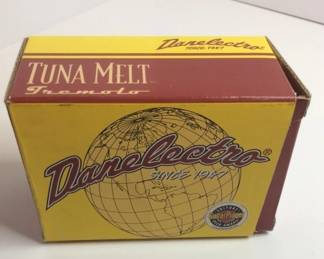 Danelectro®
SINCE 1947
TUNA MELT
Tremolo
Danelectro®
SINCE 1947